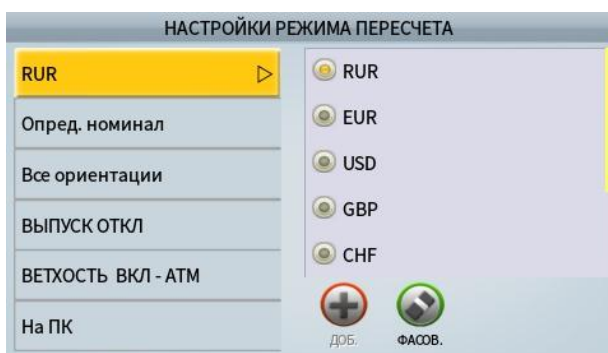 НАСТРОЙКИ РЕЖИМА ПЕРЕСЧЕТА
RUR
Опред. номинал
Все ориентации
ВЫПУСК ОТКЛ
ВЕТХОСТЬ ВКЛ - АТМ
На ПК
RUR
EUR
USD
GBP
CHF
ДОБ.
ФАСОВ.